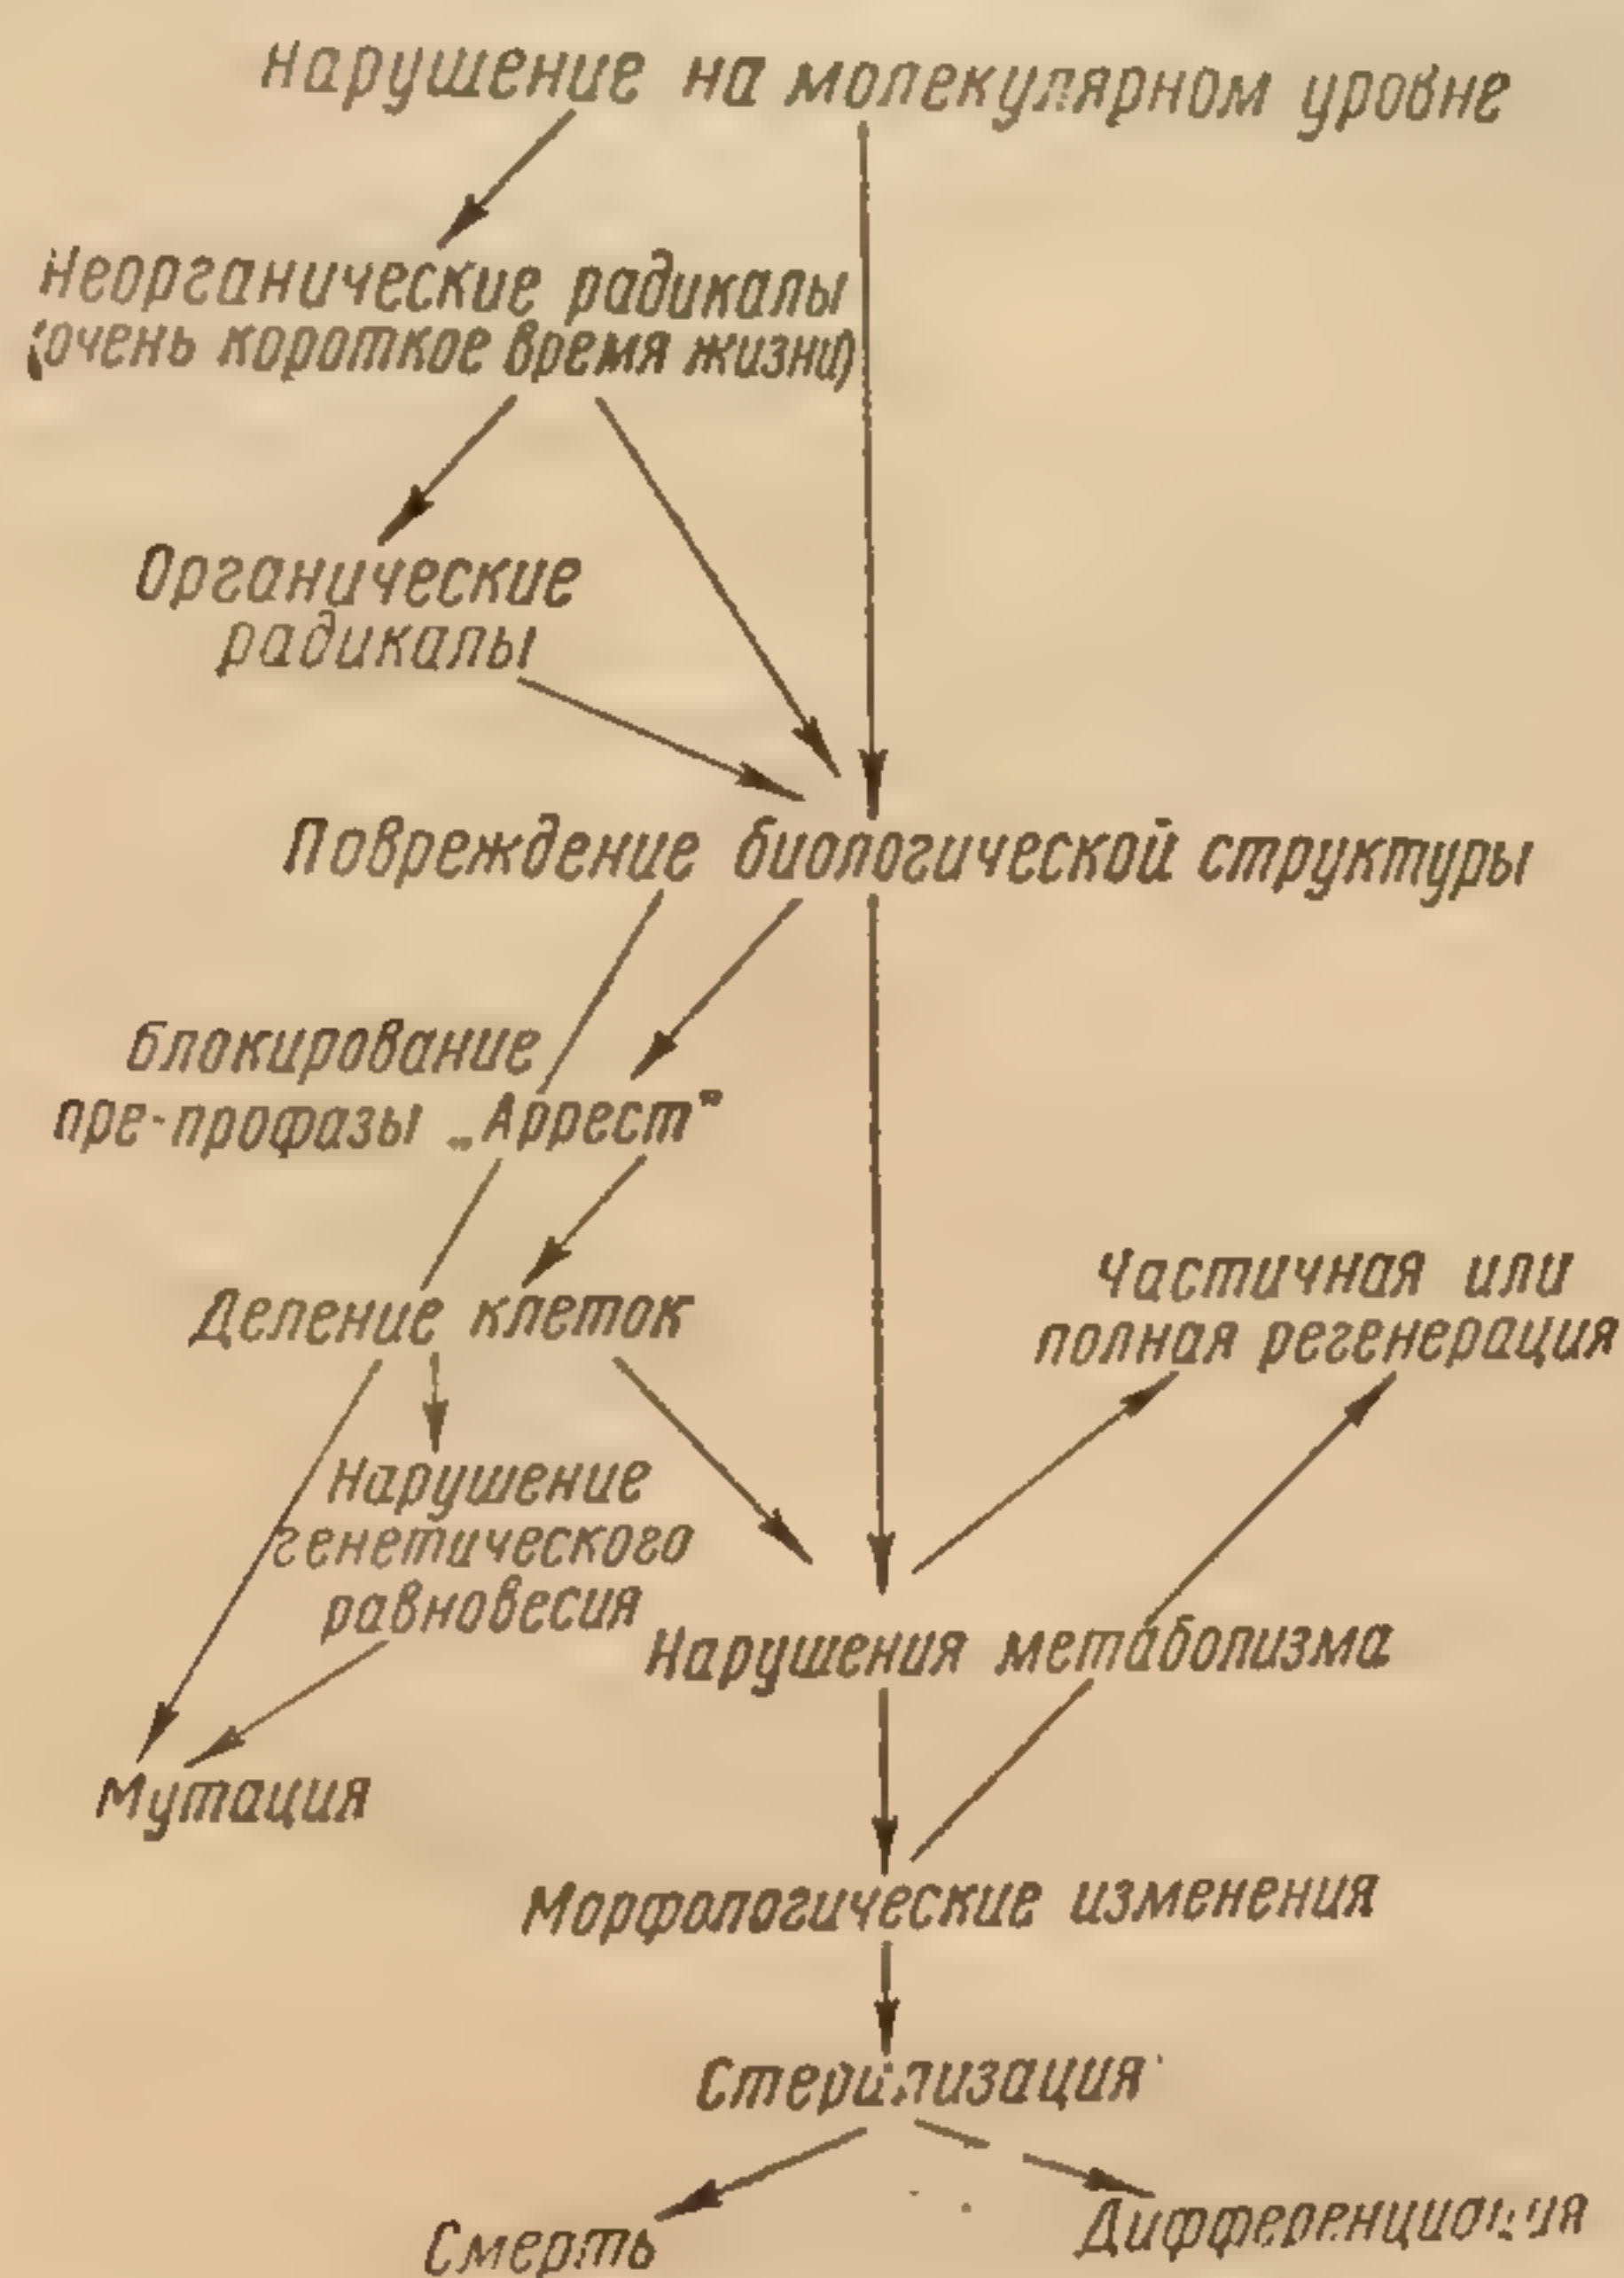 Нарушение на молекулярном уровне
Неорганические радикалы
(очень короткое время жизни)
Органические
радикалы
Повреждение биологической структуры
Блокирование
пре-профазы „Аррест"
Деление клеток
Частичная или
полная регенерация
Нарушение
генетического
равновесия
Нарушения метаболизма
Мутация
Морфологические изменения
Стерилизация
Смерть
Дифференциация